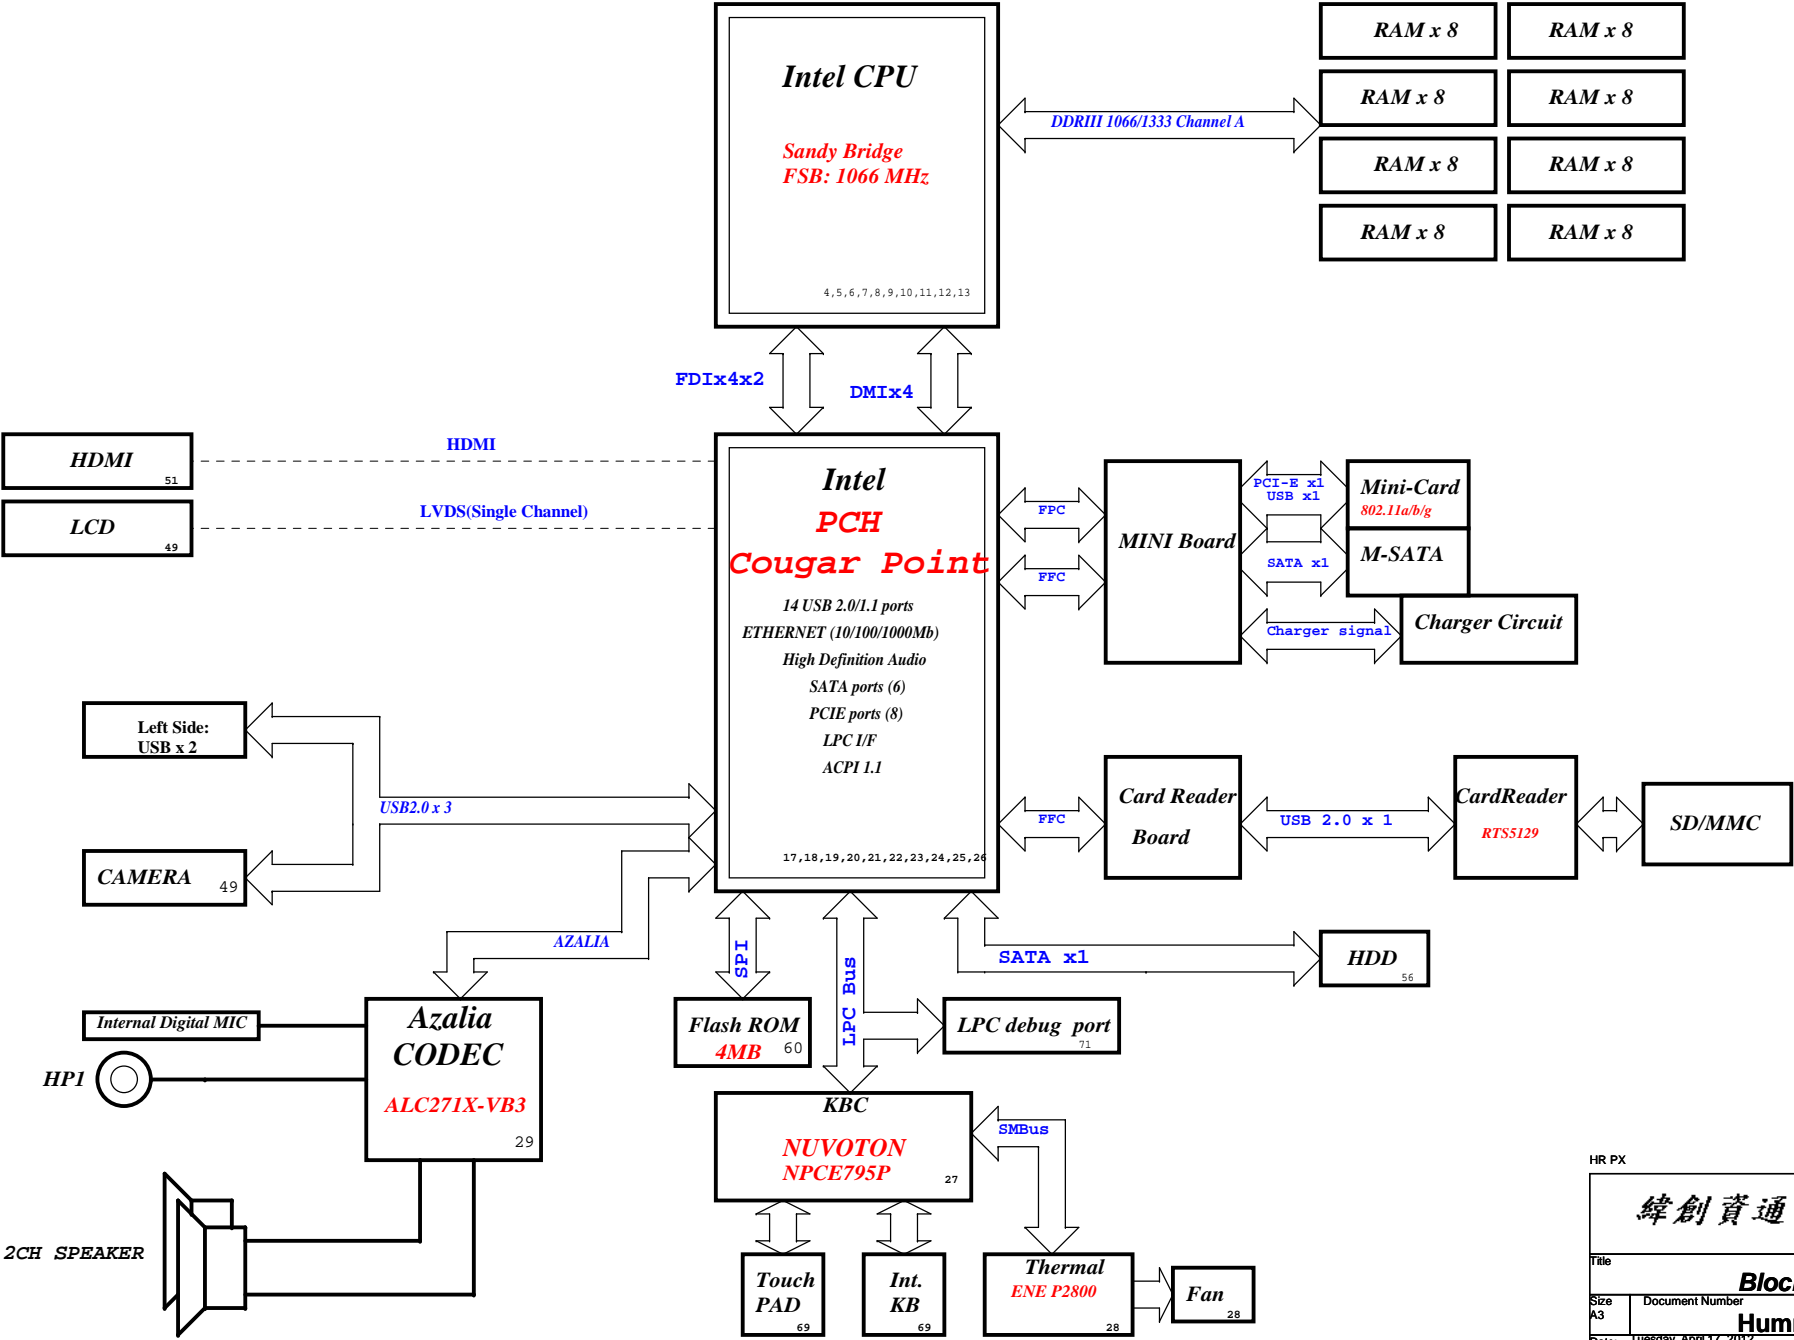 Intel CPU
Sandy Bridge
FSB: 1066 MHz
4,5,6,7,8,9,10,11,12,13
DDRIII 1066/1333 Channel A
RAM x 8
RAM x 8
RAM x 8
RAM x 8
RAM x 8
RAM x 8
RAM x 8
RAM x 8
FDIx4x2
DMIx4
HDMI
51
HDMI
LCD
49
LVDS(Single Channel)
Intel
PCH
Cougar Point
14 USB 2.0/1.1 ports
ETHERNET (10/100/1000Mb)
High Definition Audio
SATA ports (6)
PCIE ports (8)
LPC I/F
ACPI 1.1
17,18,19,20,21,22,23,24,25,26
FPC
FFC
MINI Board
PCI-E x1
USB x1
SATA x1
Charger signal
Mini-Card
802.11a/b/g
M-SATA
Charger Circuit
Left Side:
USB x 2
USB2.0 x 3
CAMERA
49
FFC
Card Reader
Board
USB 2.0 x 1
CardReader
RTS5129
SD/MMC
AZALIA
SPI
LPC Bus
SATA x1
HDD
56
Internal Digital MIC
HP1
Azalia
CODEC
ALC271X-VB3
29
Flash ROM
4MB
60
LPC debug port
71
KBC
NUVOTON
NPCE795P
27
SMBus
2CH SPEAKER
Touch
PAD
69
Int.
KB
69
Thermal
ENE P2800
28
Fan
28
HR PX
緯創資通
Title
Size
A3
Document Number
Tuesday, April 17, 2012